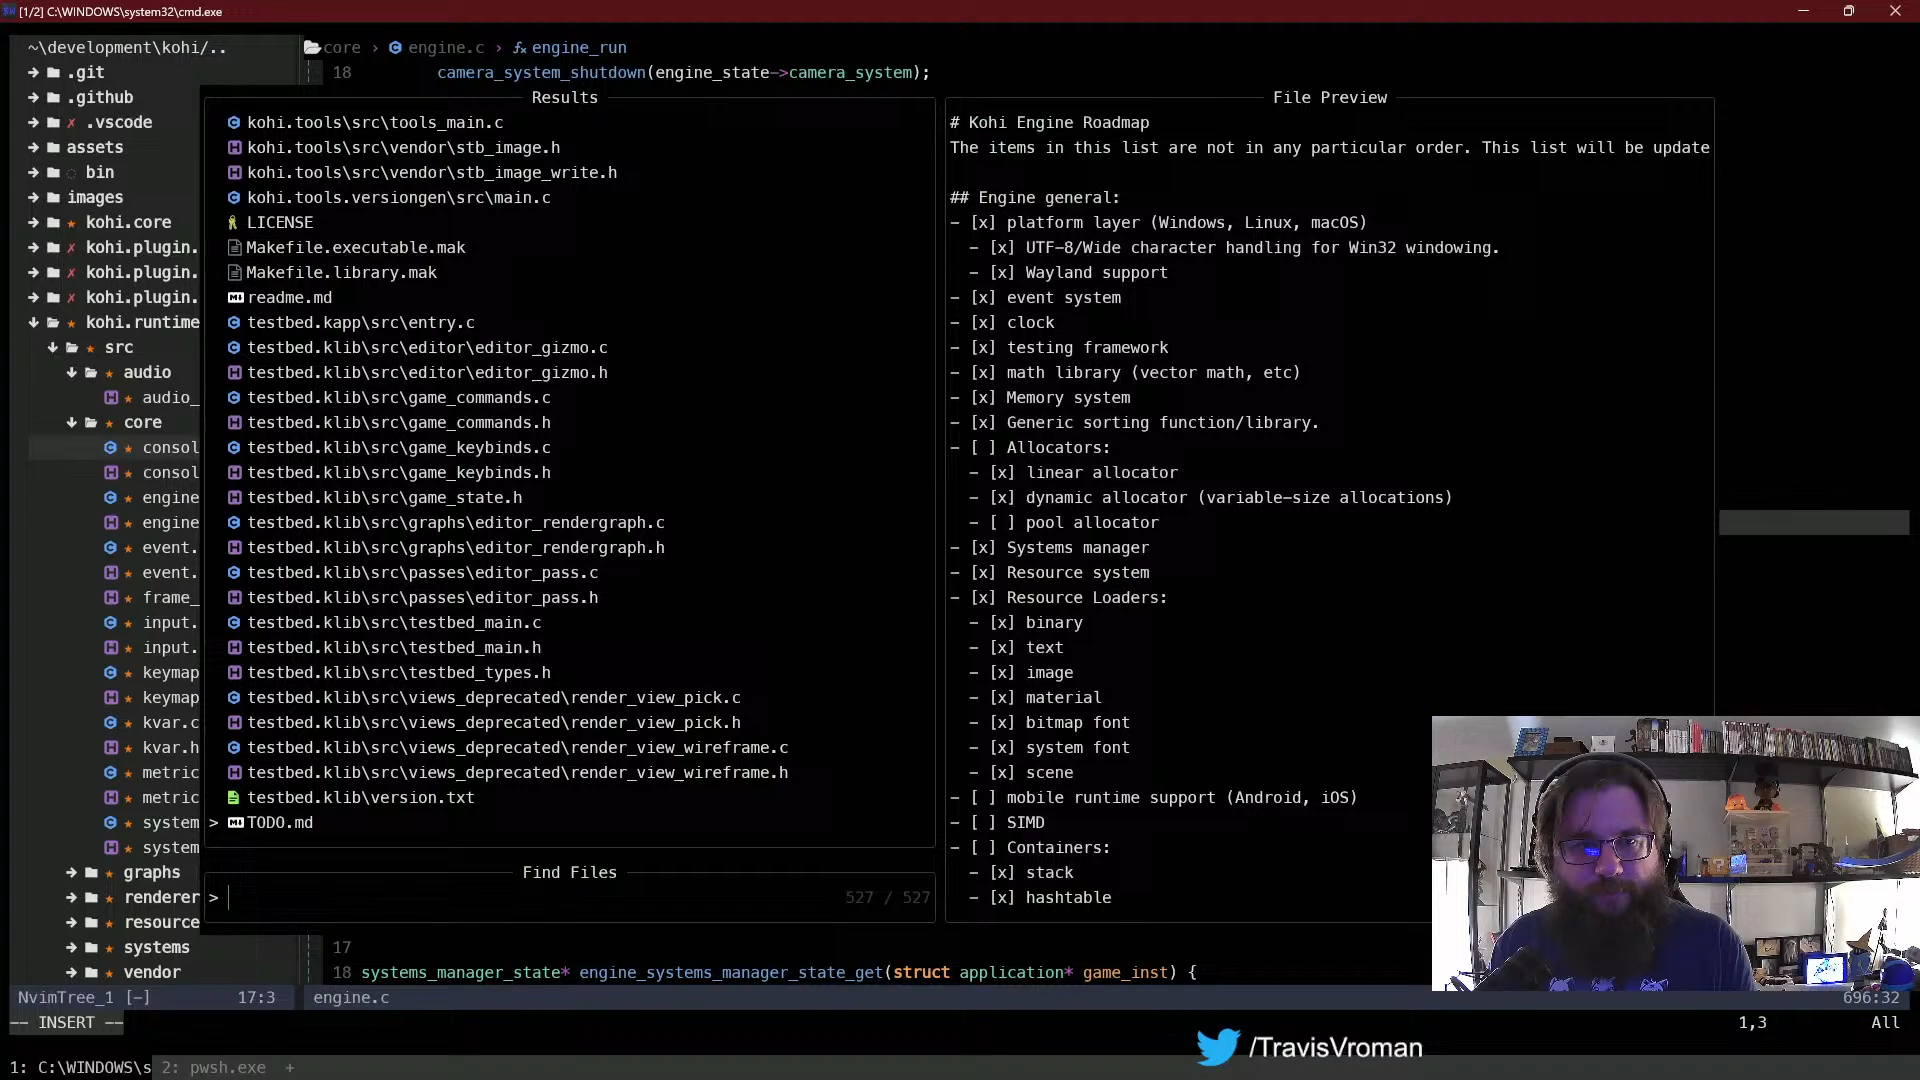 [1/2] C:\WINDOWS\system32\cmd.exe
~\development\kohi/..
.git
.github
✗ .vscode
assets
bin
images
kohi.core
✗ kohi.plugin.
✗ kohi.plugin.
✗ kohi.plugin.
kohi.runtime
src
audio
audio_
core
consol
consol
engine
engine
event.
event.
frame_
input.
input.
keymap
keymap
kvar.c
kvar.h
metric
metric
system
system
graphs
renderer
resource
systems
vendor
NvimTree_1 [-] 17:3
-- INSERT --
core › engine.c › engine_run
18 camera_system_shutdown(engine_state->camera_system);
Results
kohi.tools\src\tools_main.c
kohi.tools\src\vendor\stb_image.h
kohi.tools\src\vendor\stb_image_write.h
kohi.tools.versiongen\src\main.c
LICENSE
Makefile.executable.mak
Makefile.library.mak
readme.md
testbed.kapp\src\entry.c
testbed.klib\src\editor\editor_gizmo.c
testbed.klib\src\editor\editor_gizmo.h
testbed.klib\src\game_commands.c
testbed.klib\src\game_commands.h
testbed.klib\src\game_keybinds.c
testbed.klib\src\game_keybinds.h
testbed.klib\src\game_state.h
testbed.klib\src\graphs\editor_rendergraph.c
testbed.klib\src\graphs\editor_rendergraph.h
testbed.klib\src\passes\editor_pass.c
testbed.klib\src\passes\editor_pass.h
testbed.klib\src\testbed_main.c
testbed.klib\src\testbed_main.h
testbed.klib\src\testbed_types.h
testbed.klib\src\views_deprecated\render_view_pick.c
testbed.klib\src\views_deprecated\render_view_pick.h
testbed.klib\src\views_deprecated\render_view_wireframe.c
testbed.klib\src\views_deprecated\render_view_wireframe.h
testbed.klib\version.txt
> TODO.md
Find Files
> 527 / 527
File Preview
# Kohi Engine Roadmap
The items in this list are not in any particular order. This list will be update
## Engine general:
- [x] platform layer (Windows, Linux, macOS)
- [x] UTF-8/Wide character handling for Win32 windowing.
- [x] Wayland support
- [x] event system
- [x] clock
- [x] testing framework
- [x] math library (vector math, etc)
- [x] Memory system
- [x] Generic sorting function/library.
- [ ] Allocators:
- [x] linear allocator
- [x] dynamic allocator (variable-size allocations)
- [ ] pool allocator
- [x] Systems manager
- [x] Resource system
- [x] Resource Loaders:
- [x] binary
- [x] text
- [x] image
- [x] material
- [x] bitmap font
- [x] system font
- [x] scene
- [ ] mobile runtime support (Android, iOS)
- [ ] SIMD
- [ ] Containers:
- [x] stack
- [x] hashtable
17
18 systems_manager_state* engine_systems_manager_state_get(struct application* game_inst) {
engine.c 696:32
1,3 All
/TravisVroman
1: C:\WINDOWS\s 2: pwsh.exe +